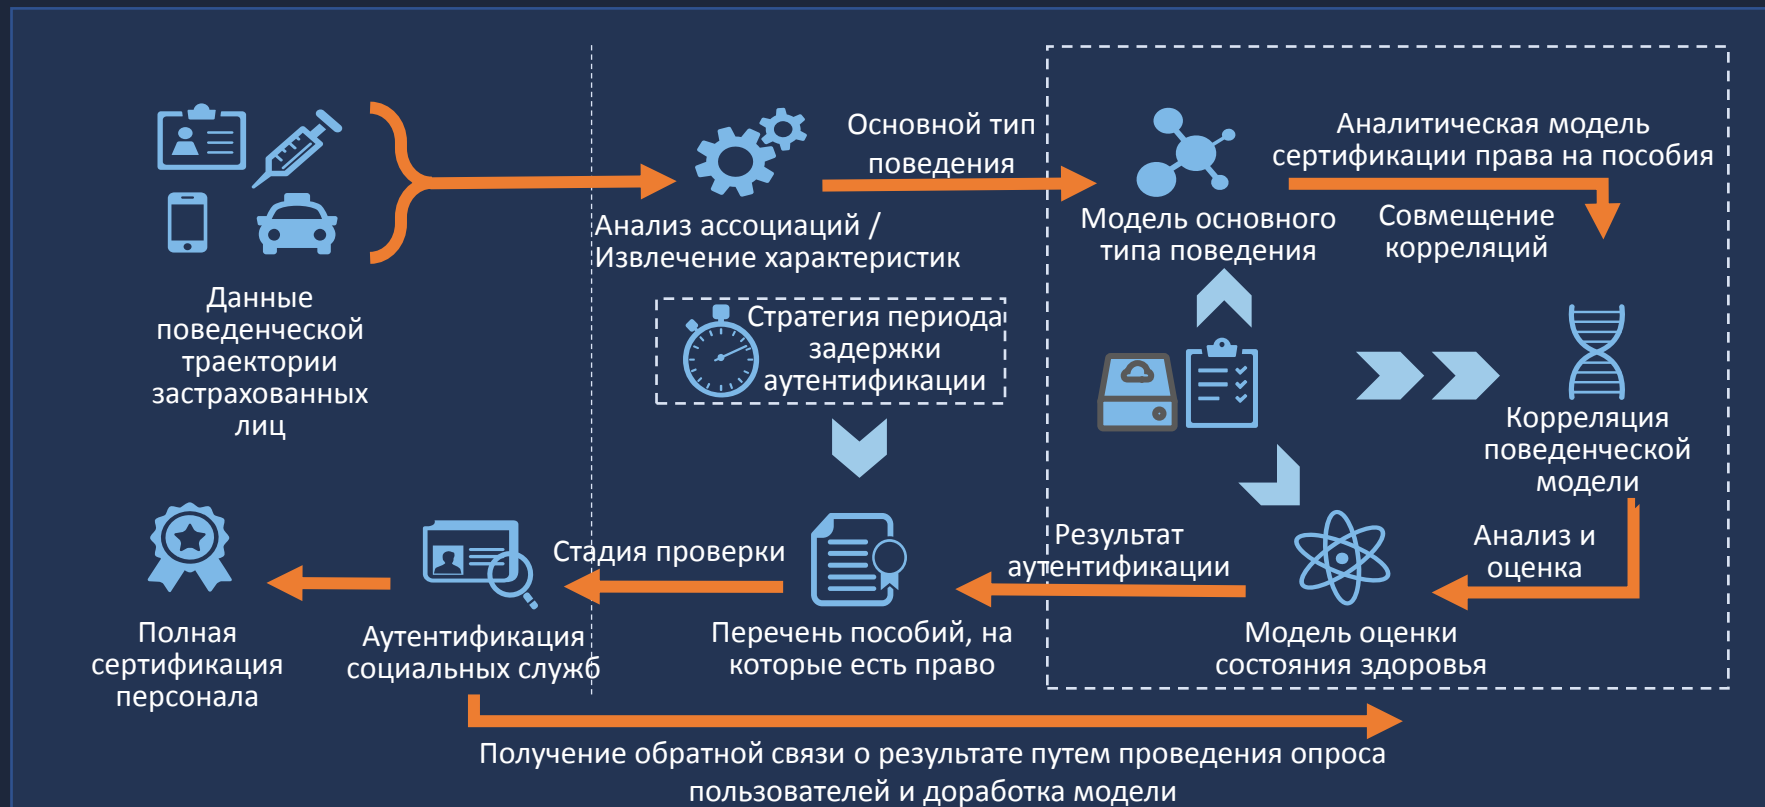 Данные
поведенческой
траектории
застрахованных
лиц
Анализ ассоциаций /
Извлечение характеристик
Основной тип
поведения
Модель основного
типа поведения
Аналитическая модель
сертификации права на пособия
Совмещение
корреляций
Стратегия периода
задержки
аутентификации
Корреляция
поведенческой
модели
Анализ и
оценка
Модель оценки
состояния здоровья
Результат
аутентификации
Перечень пособий, на
которые есть право
Стадия проверки
Аутентификация
социальных служб
Полная
сертификация
персонала
Получение обратной связи о результате путем проведения опроса
пользователей и доработка модели